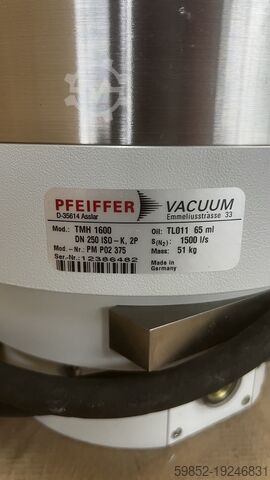 PFEIFFER VACUUM
D-35614 Asslar Emmeliusstrasse 33
Mod.: TMH 1600 Oil: TL011 65 ml
DN 250 ISO-K, 2P S(N₂): 1500 l/s
Mod.-Nr.: PM P02 375 Mass: 51 kg
Ser.-Nr.: 12386482 Made in
Germany
59852-19246831